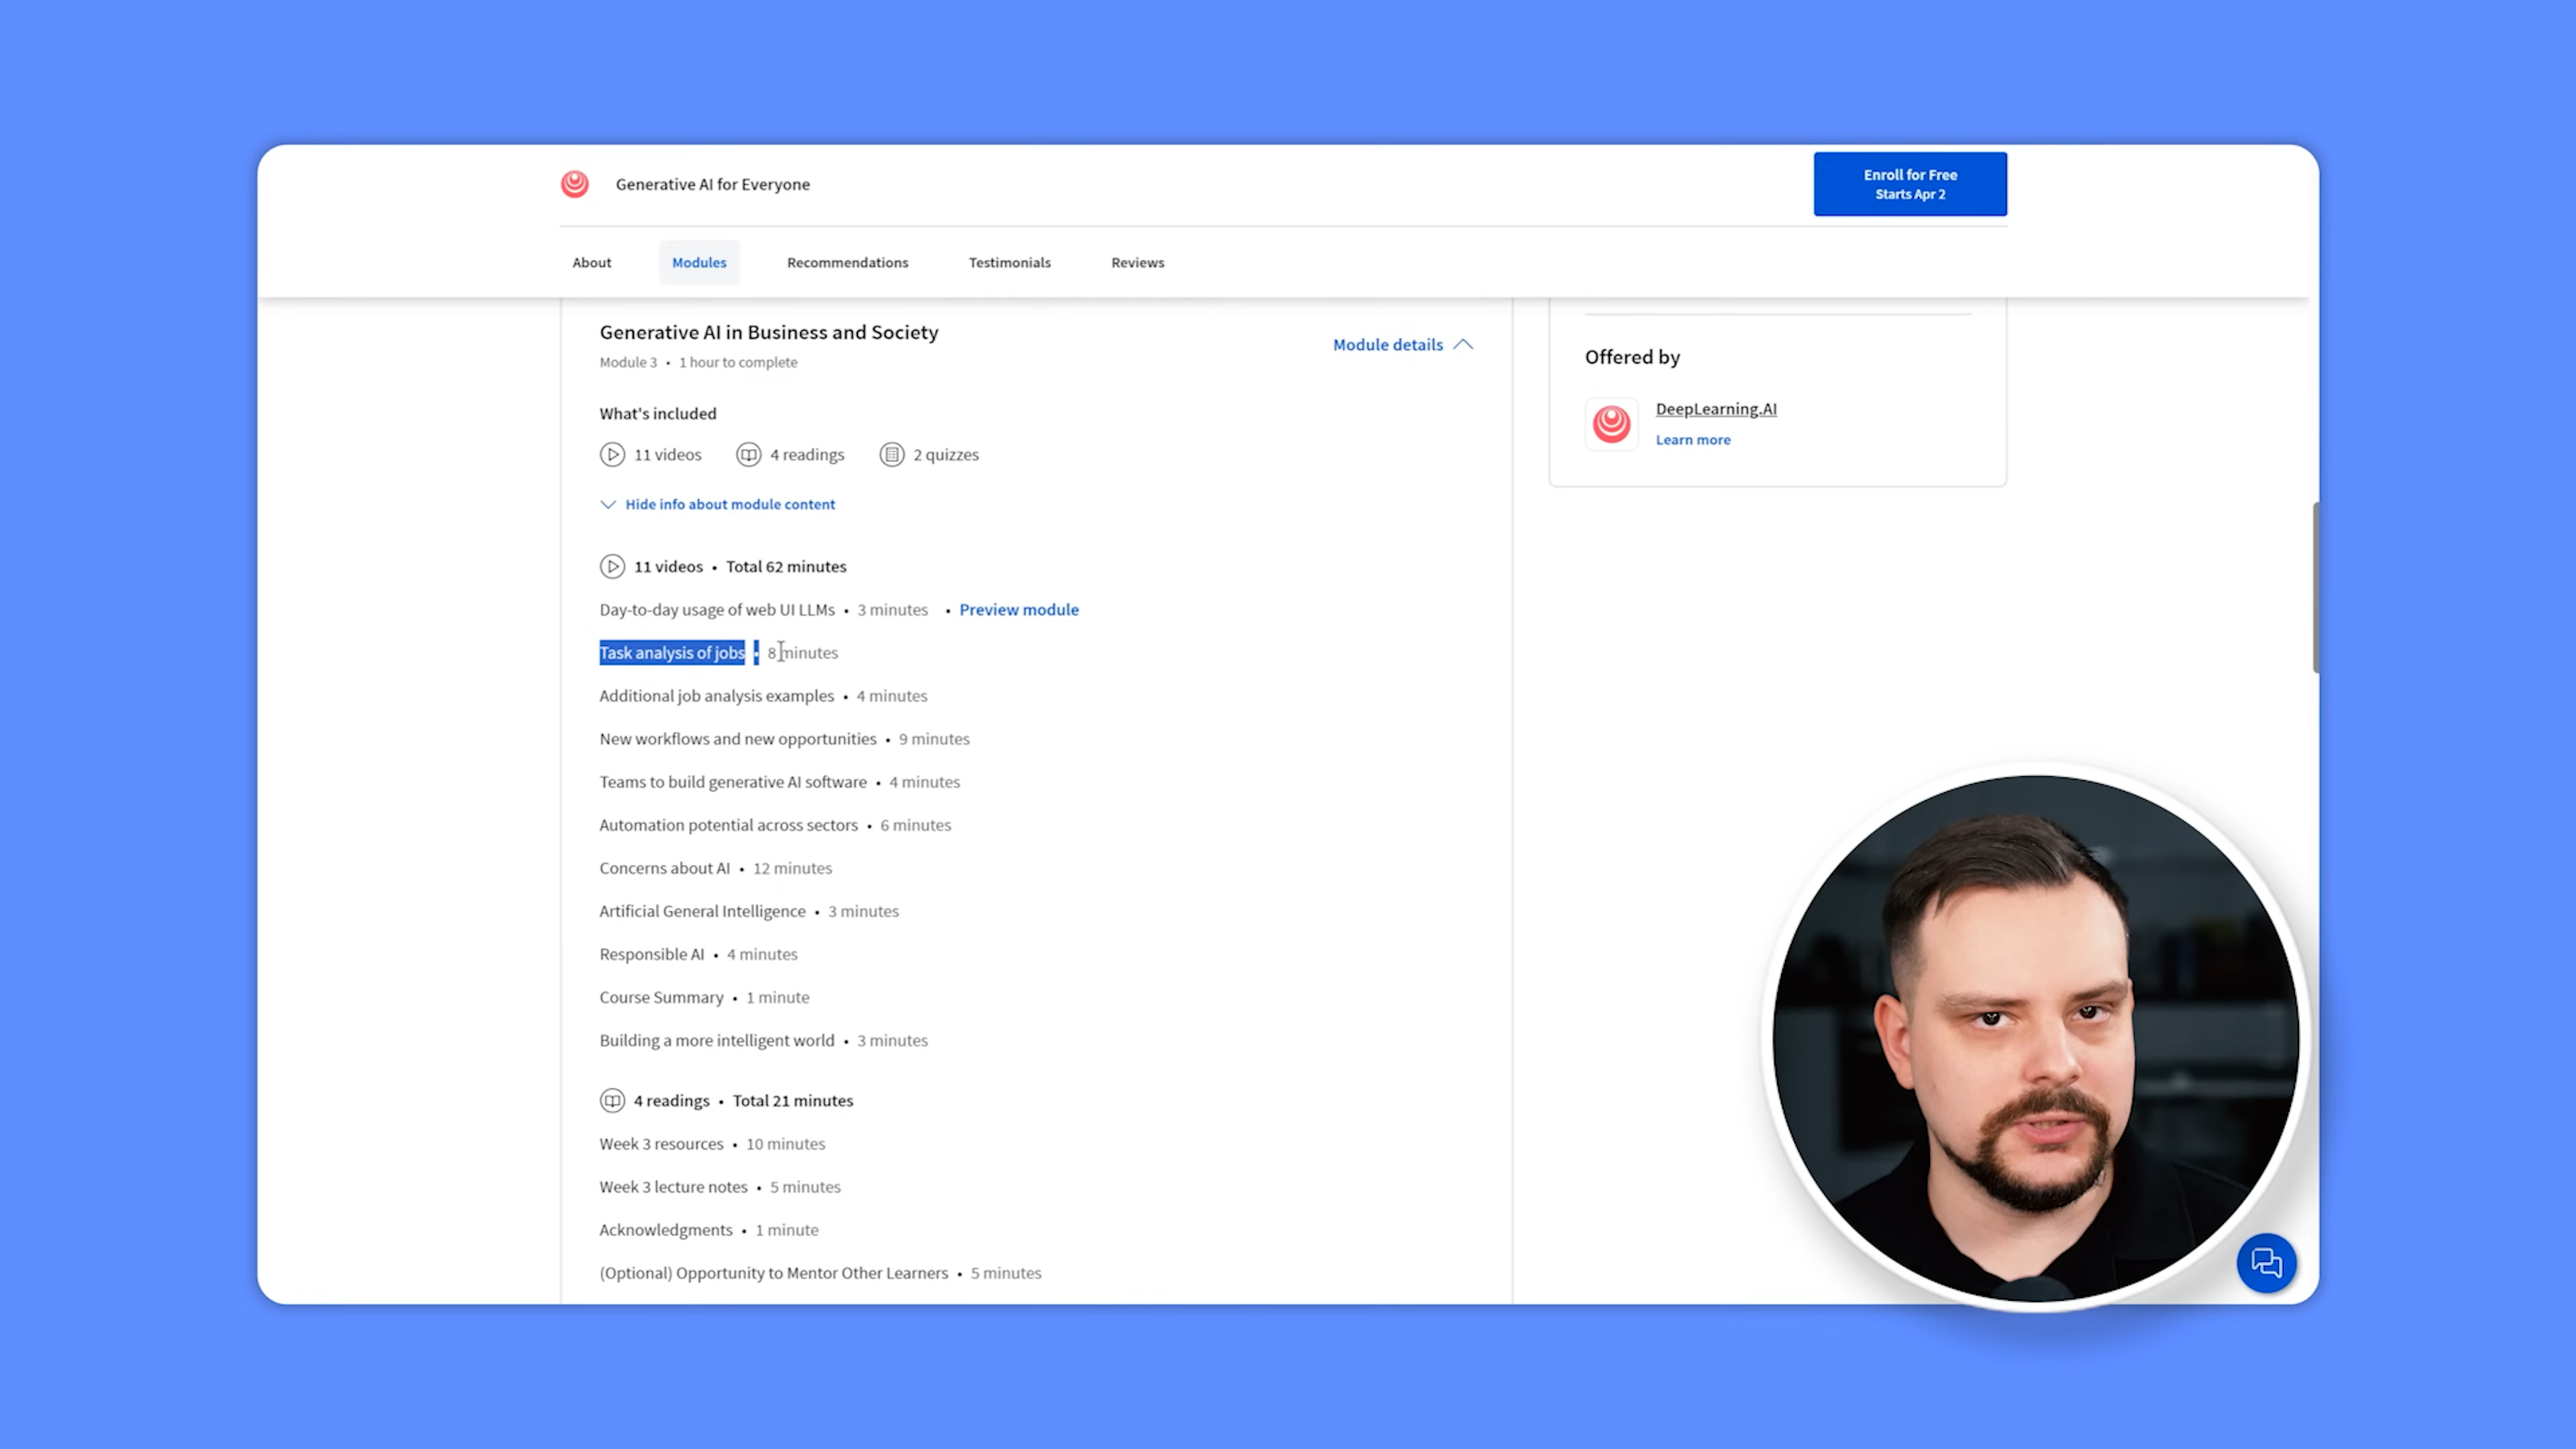 Generative AI for Everyone
Enroll for Free
Starts Apr 2
About
Modules
Recommendations
Testimonials
Reviews
Generative AI in Business and Society
Module 3 • 1 hour to complete
Module details
What's included
11 videos
4 readings
2 quizzes
Hide info about module content
11 videos • Total 62 minutes
Day-to-day usage of web UI LLMs • 3 minutes • Preview module
Task analysis of jobs • 8 minutes
Additional job analysis examples • 4 minutes
New workflows and new opportunities • 9 minutes
Teams to build generative AI software • 4 minutes
Automation potential across sectors • 6 minutes
Concerns about AI • 12 minutes
Artificial General Intelligence • 3 minutes
Responsible AI • 4 minutes
Course Summary • 1 minute
Building a more intelligent world • 3 minutes
4 readings • Total 21 minutes
Week 3 resources • 10 minutes
Week 3 lecture notes • 5 minutes
Acknowledgments • 1 minute
(Optional) Opportunity to Mentor Other Learners • 5 minutes
Offered by
DeepLearning.AI
Learn more